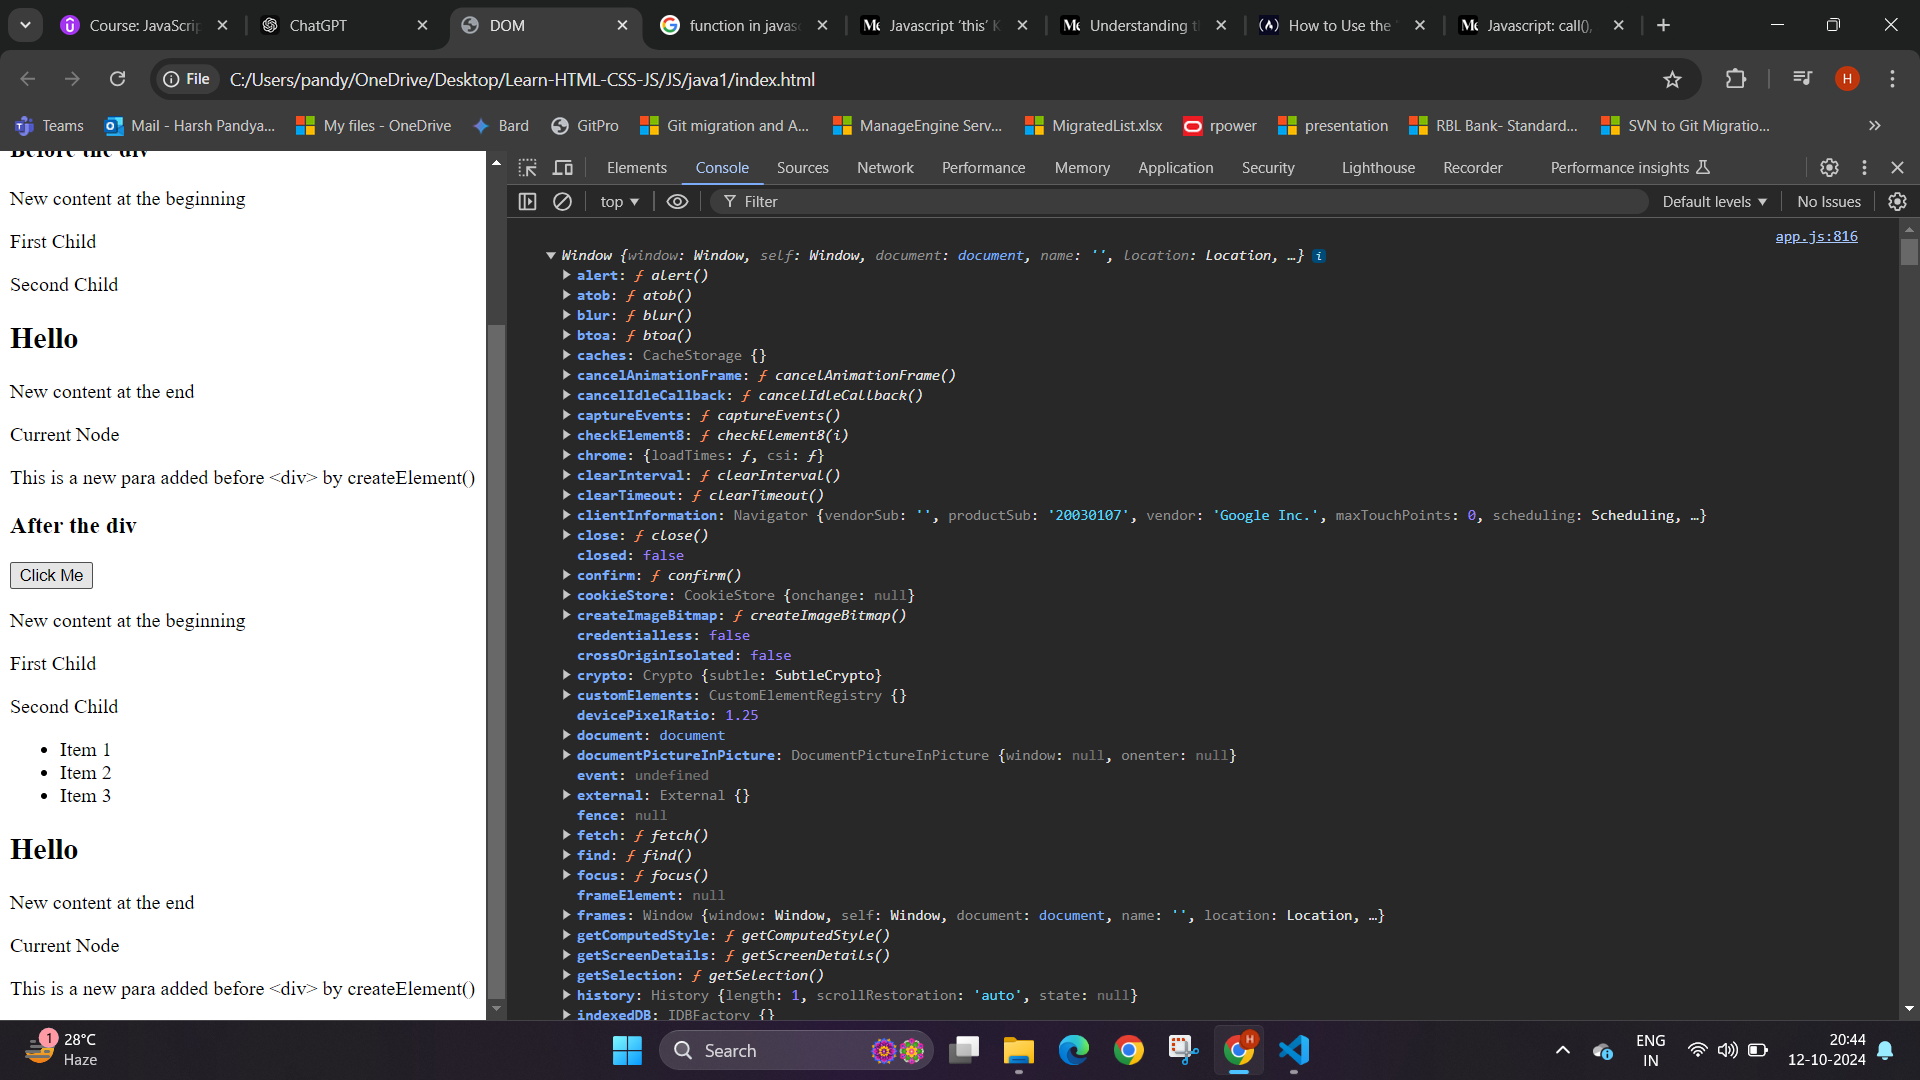 Course: JavaScrip
ChatGPT
DOM
function in javasc
Javascript ‘this’ K
Understanding th
How to Use the
Javascript: call(),
File
C:/Users/pandy/OneDrive/Desktop/Learn-HTML-CSS-JS/JS/java1/index.html
H
Teams
Mail - Harsh Pandya...
My files - OneDrive
Bard
GitPro
Git migration and A...
ManageEngine Serv...
MigratedList.xlsx
rpower
presentation
RBL Bank- Standard...
SVN to Git Migratio...
»
Before the div
New content at the beginning
First Child
Second Child
Hello
New content at the end
Current Node
This is a new para added before <div> by createElement()
After the div
Click Me
New content at the beginning
First Child
Second Child
• Item 1
• Item 2
• Item 3
Hello
New content at the end
Current Node
This is a new para added before <div> by createElement()
Elements
Console
Sources
Network
Performance
Memory
Application
Security
Lighthouse
Recorder
Performance insights
top
Filter
Default levels
No Issues
app.js:816
Window {window: Window, self: Window, document: document, name: '', location: Location, …}
alert: ƒ alert()
atob: ƒ atob()
blur: ƒ blur()
btoa: ƒ btoa()
caches: CacheStorage {}
cancelAnimationFrame: ƒ cancelAnimationFrame()
cancelIdleCallback: ƒ cancelIdleCallback()
captureEvents: ƒ captureEvents()
checkElement8: ƒ checkElement8(i)
chrome: {loadTimes: ƒ, csi: ƒ}
clearInterval: ƒ clearInterval()
clearTimeout: ƒ clearTimeout()
clientInformation: Navigator {vendorSub: '', productSub: '20030107', vendor: 'Google Inc.', maxTouchPoints: 0, scheduling: Scheduling, …}
close: ƒ close()
closed: false
confirm: ƒ confirm()
cookieStore: CookieStore {onchange: null}
createImageBitmap: ƒ createImageBitmap()
credentialless: false
crossOriginIsolated: false
crypto: Crypto {subtle: SubtleCrypto}
customElements: CustomElementRegistry {}
devicePixelRatio: 1.25
document: document
documentPictureInPicture: DocumentPictureInPicture {window: null, onenter: null}
event: undefined
external: External {}
fence: null
fetch: ƒ fetch()
find: ƒ find()
focus: ƒ focus()
frameElement: null
frames: Window {window: Window, self: Window, document: document, name: '', location: Location, …}
getComputedStyle: ƒ getComputedStyle()
getScreenDetails: ƒ getScreenDetails()
getSelection: ƒ getSelection()
history: History {length: 1, scrollRestoration: 'auto', state: null}
indexedDB: IDBFactory {}
1
28°C
Haze
Search
H
ENG
IN
20:44
12-10-2024